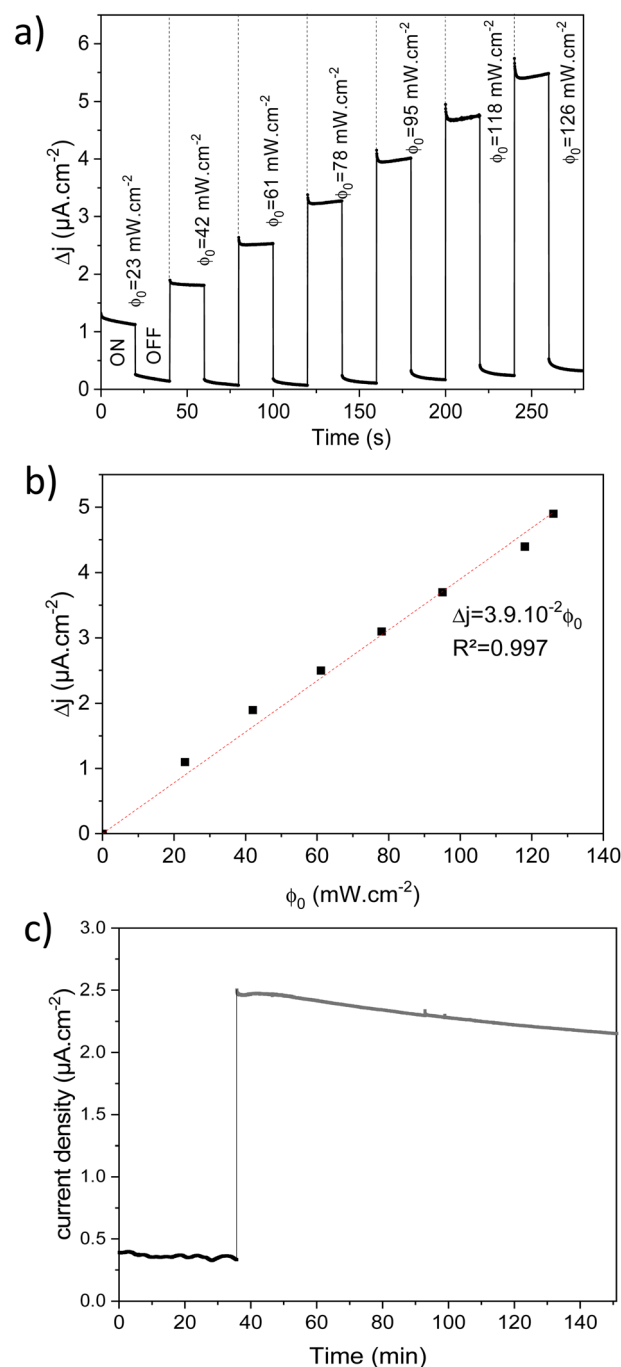 a)
6
5
4
3
2
1
0
Δj (µA.cm⁻²)
ϕ₀=23 mW.cm⁻²
ϕ₀=42 mW.cm⁻²
ϕ₀=61 mW.cm⁻²
ϕ₀=78 mW.cm⁻²
ϕ₀=95 mW.cm⁻²
ϕ₀=118 mW.cm⁻²
ϕ₀=126 mW.cm⁻²
ON
OFF
0 50 100 150 200 250
Time (s)
b)
5
4
3
2
1
0
Δj (µA.cm⁻²)
Δj=3.9.10⁻²ϕ₀
R²=0.997
0 20 40 60 80 100 120 140
ϕ₀ (mW.cm⁻²)
c)
3.0
2.5
2.0
1.5
1.0
0.5
0.0
current density (µA.cm⁻²)
0 20 40 60 80 100 120 140
Time (min)